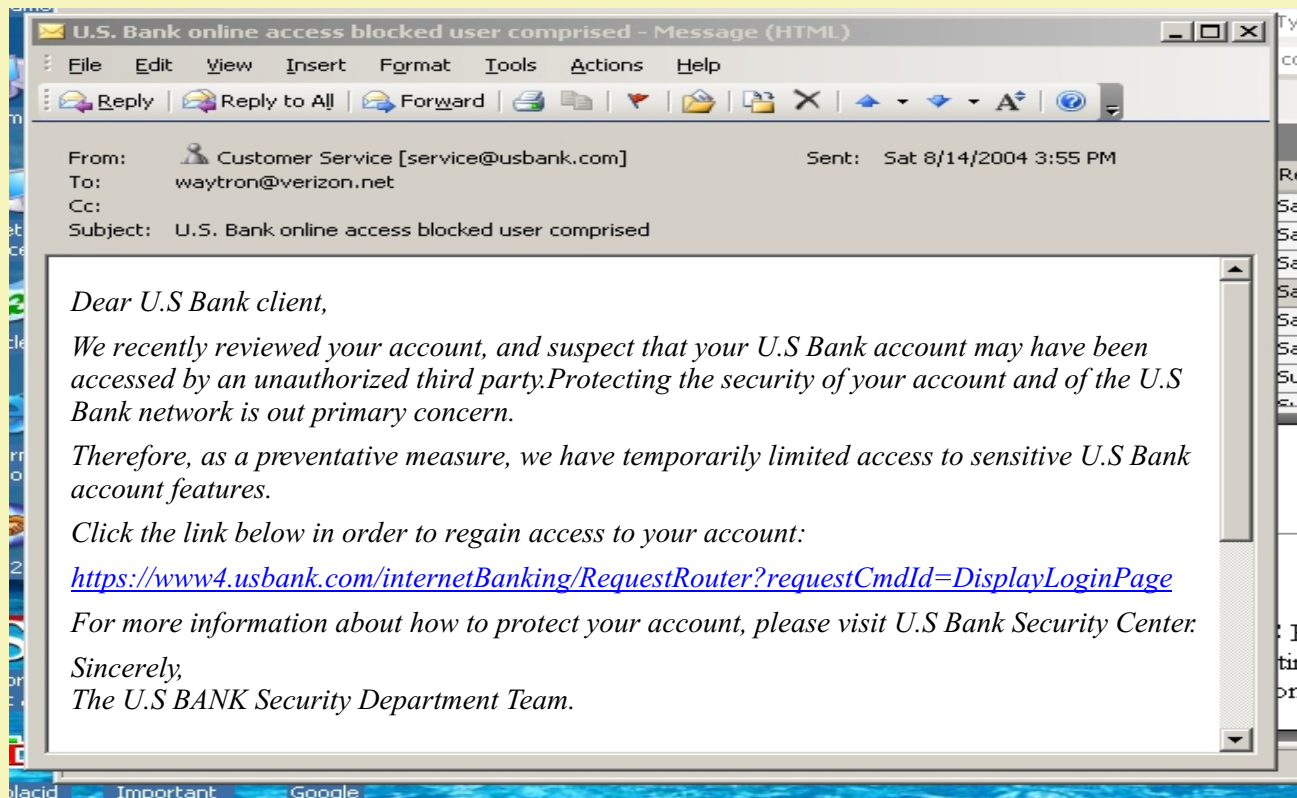 U.S. Bank online access blocked user comprised - Message (HTML)
File Edit View Insert Format Tools Actions Help
Reply Reply to All Forward
From: Customer Service [service@usbank.com] Sent: Sat 8/14/2004 3:55 PM
To: waytron@verizon.net
Cc:
Subject: U.S. Bank online access blocked user comprised
Dear U.S Bank client,
We recently reviewed your account, and suspect that your U.S Bank account may have been
accessed by an unauthorized third party.Protecting the security of your account and of the U.S
Bank network is out primary concern.
Therefore, as a preventative measure, we have temporarily limited access to sensitive U.S Bank
account features.
Click the link below in order to regain access to your account:
https://www4.usbank.com/internetBanking/RequestRouter?requestCmdId=DisplayLoginPage
For more information about how to protect your account, please visit U.S Bank Security Center.
Sincerely,
The U.S BANK Security Department Team.
Important Google